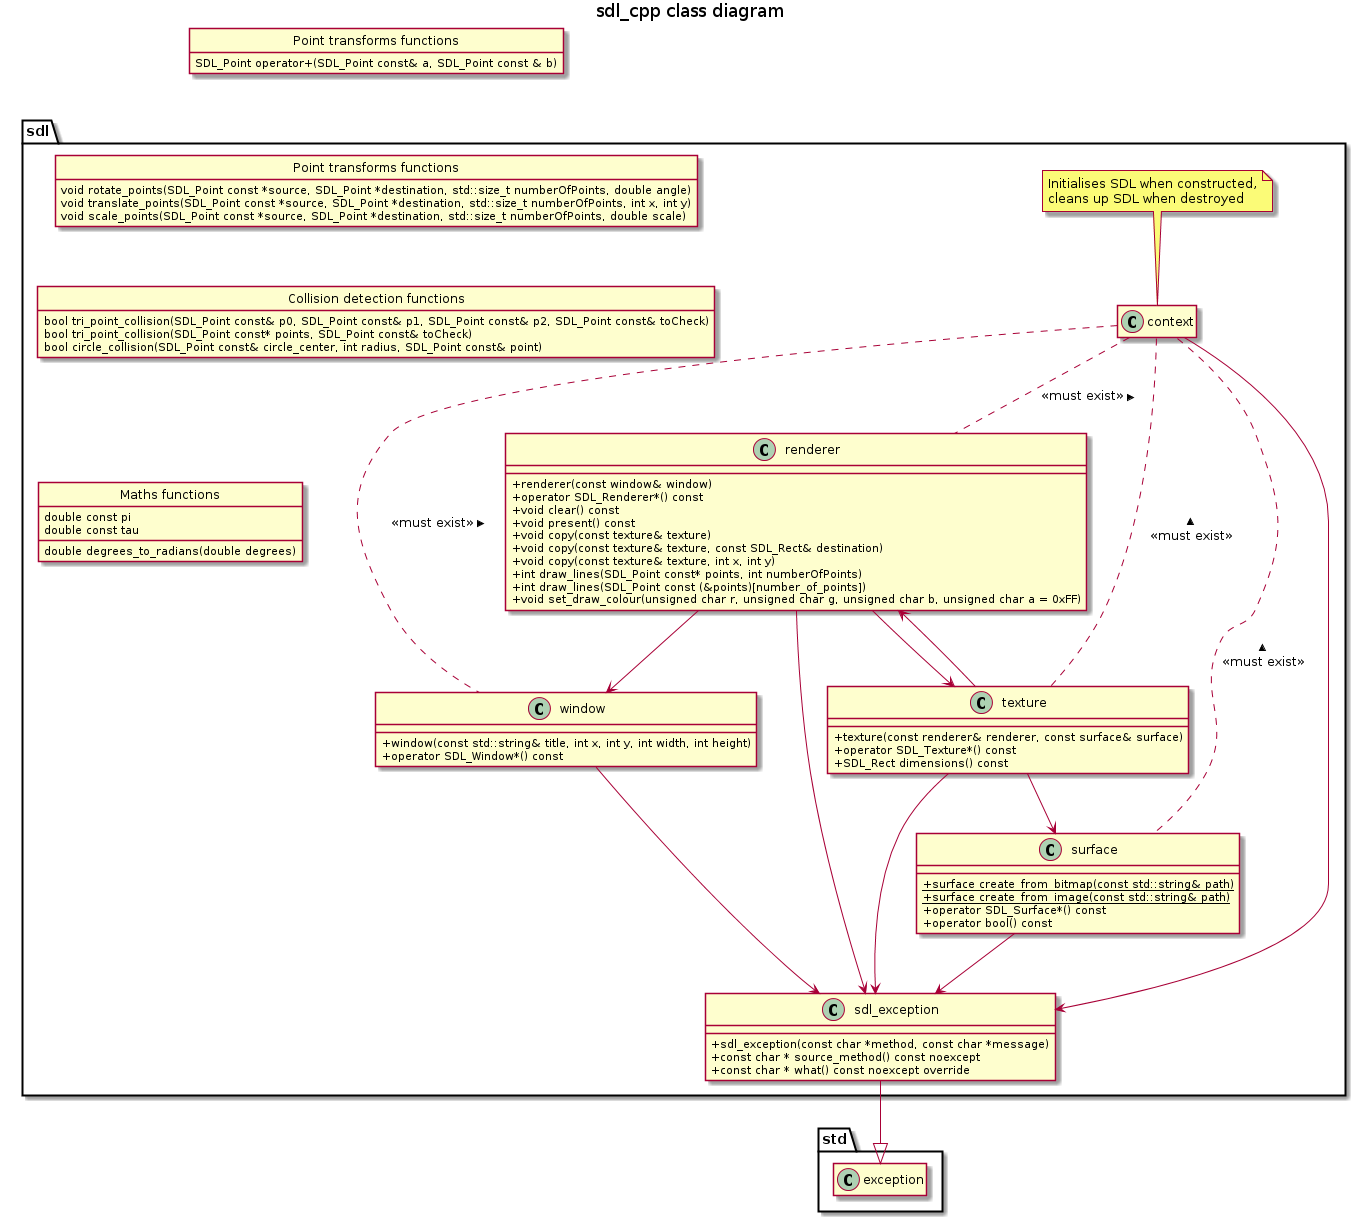 sdl_cpp class diagram
Point transforms functions
SDL_Point operator+(SDL_Point const& a, SDL_Point const & b)
sdl
Point transforms functions
void rotate_points(SDL_Point const *source, SDL_Point *destination, std::size_t numberOfPoints, double angle)
void translate_points(SDL_Point const *source, SDL_Point *destination, std::size_t numberOfPoints, int x, int y)
void scale_points(SDL_Point const *source, SDL_Point *destination, std::size_t numberOfPoints, double scale)
Initialises SDL when constructed,
cleans up SDL when destroyed
Collision detection functions
bool tri_point_collision(SDL_Point const& p0, SDL_Point const& p1, SDL_Point const& p2, SDL_Point const& toCheck)
bool tri_point_collision(SDL_Point const* points, SDL_Point const& toCheck)
bool circle_collision(SDL_Point const& circle_center, int radius, SDL_Point const& point)
C context
«must exist» ▶
Maths functions
double const pi
double const tau
double degrees_to_radians(double degrees)
«must exist» ▶
C renderer
+renderer(const window& window)
+operator SDL_Renderer*() const
+void clear() const
+void present() const
+void copy(const texture& texture)
+void copy(const texture& texture, const SDL_Rect& destination)
+void copy(const texture& texture, int x, int y)
+int draw_lines(SDL_Point const* points, int numberOfPoints)
+int draw_lines(SDL_Point const (&points)[number_of_points])
+void set_draw_colour(unsigned char r, unsigned char g, unsigned char b, unsigned char a = 0xFF)
▲
«must exist»
▲
«must exist»
C window
+window(const std::string& title, int x, int y, int width, int height)
+operator SDL_Window*() const
C texture
+texture(const renderer& renderer, const surface& surface)
+operator SDL_Texture*() const
+SDL_Rect dimensions() const
C surface
+surface create_from_bitmap(const std::string& path)
+surface create_from_image(const std::string& path)
+operator SDL_Surface*() const
+operator bool() const
C sdl_exception
+sdl_exception(const char *method, const char *message)
+const char * source_method() const noexcept
+const char * what() const noexcept override
std
C exception